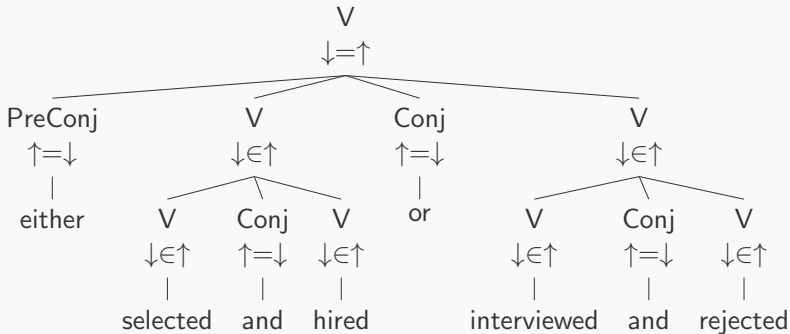 V
↓=↑
PreConj V Conj V
↑=↓ ↓∈↑ ↑=↓ ↓∈↑
either V Conj V or V Conj V
↓∈↑ ↑=↓ ↓∈↑ ↓∈↑ ↑=↓ ↓∈↑
selected and hired interviewed and rejected